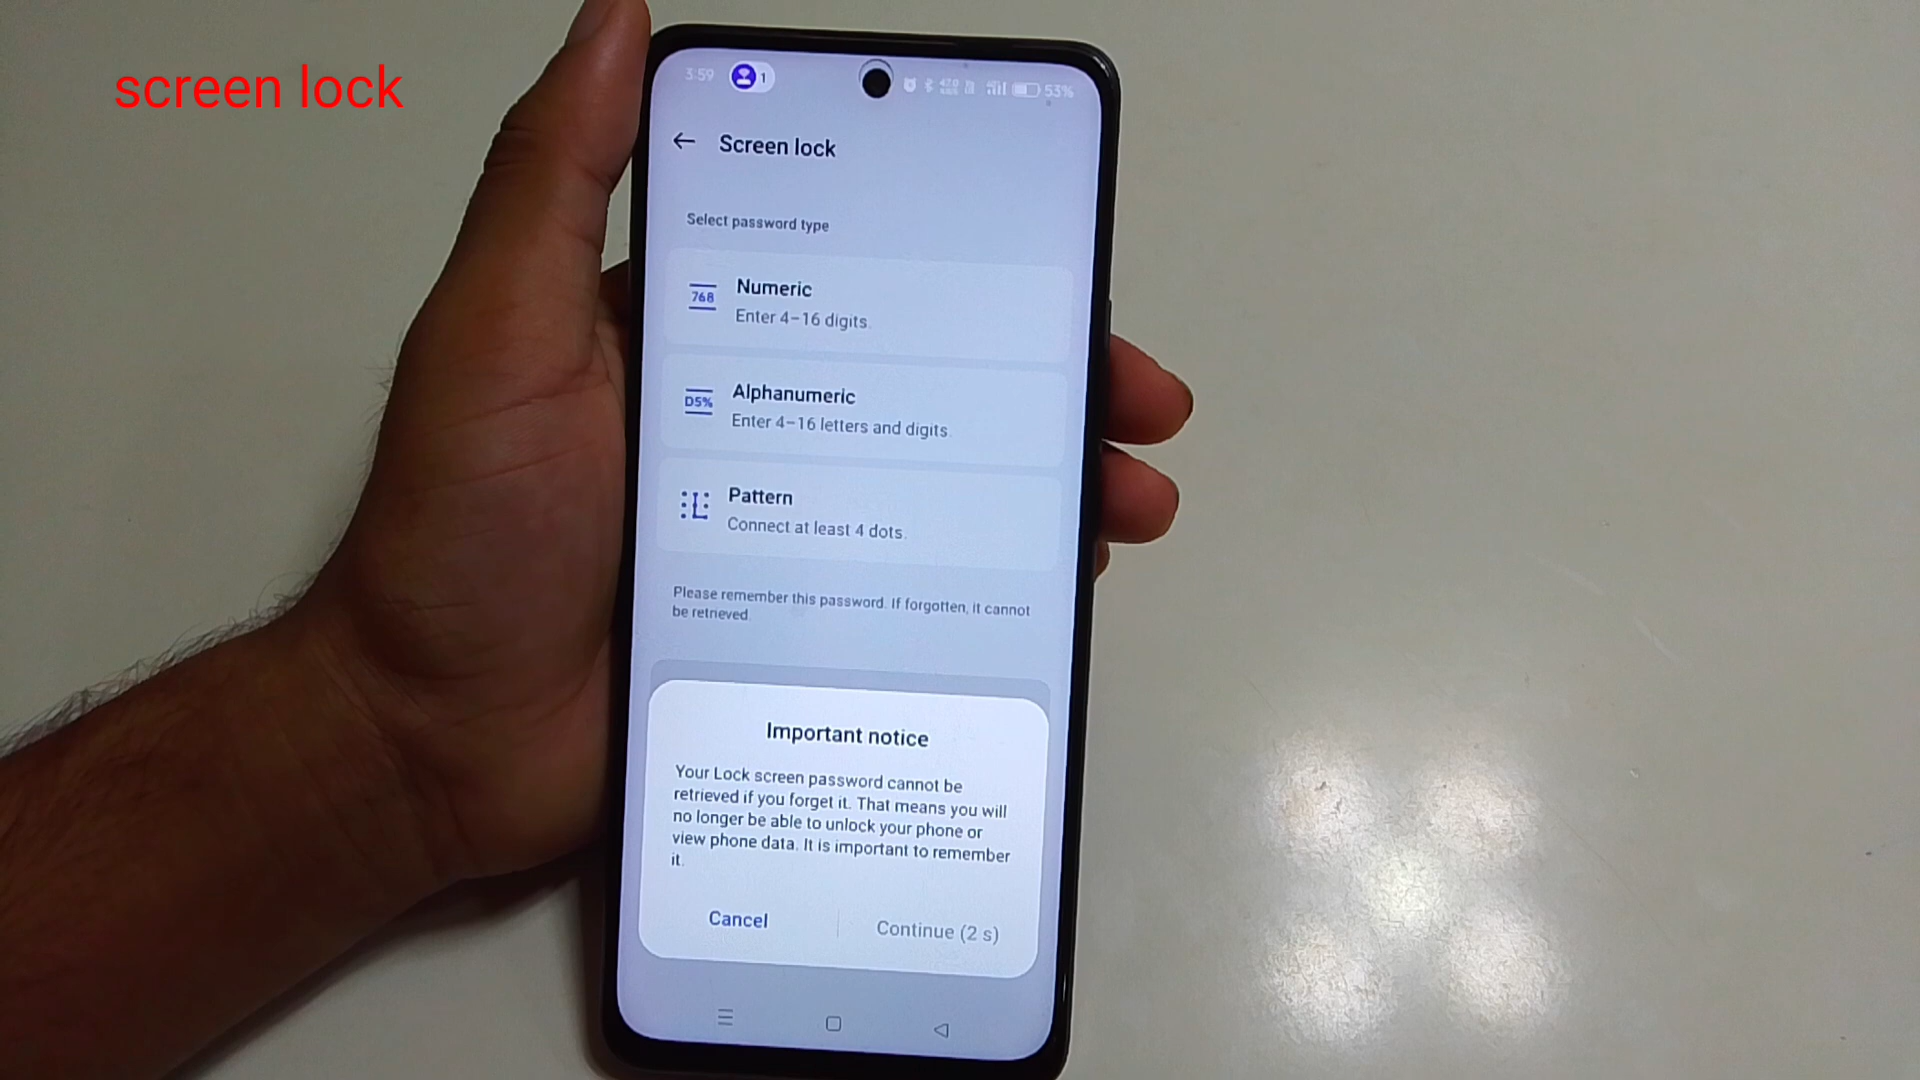 screen lock
3:59 1 53%
Screen lock
Select password type
768
Numeric
Enter 4-16 digits.
D5%
Alphanumeric
Enter 4-16 letters and digits.
Pattern
Connect at least 4 dots.
Please remember this password. If forgotten, it cannot
be retrieved.
Important notice
Your Lock screen password cannot be
retrieved if you forget it. That means you will
no longer be able to unlock your phone or
view phone data. It is important to remember
it.
Cancel
Continue (2 s)